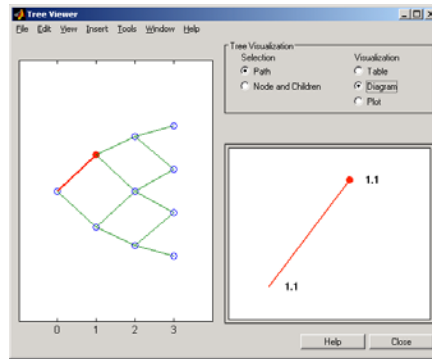 Tree Viewer
File Edit View Insert Tools Window Help
Tree Visualization
Selection Visualization
Path Table
Node and Children Diagram
Plot
1.1
1.1
0 1 2 3
Help Close